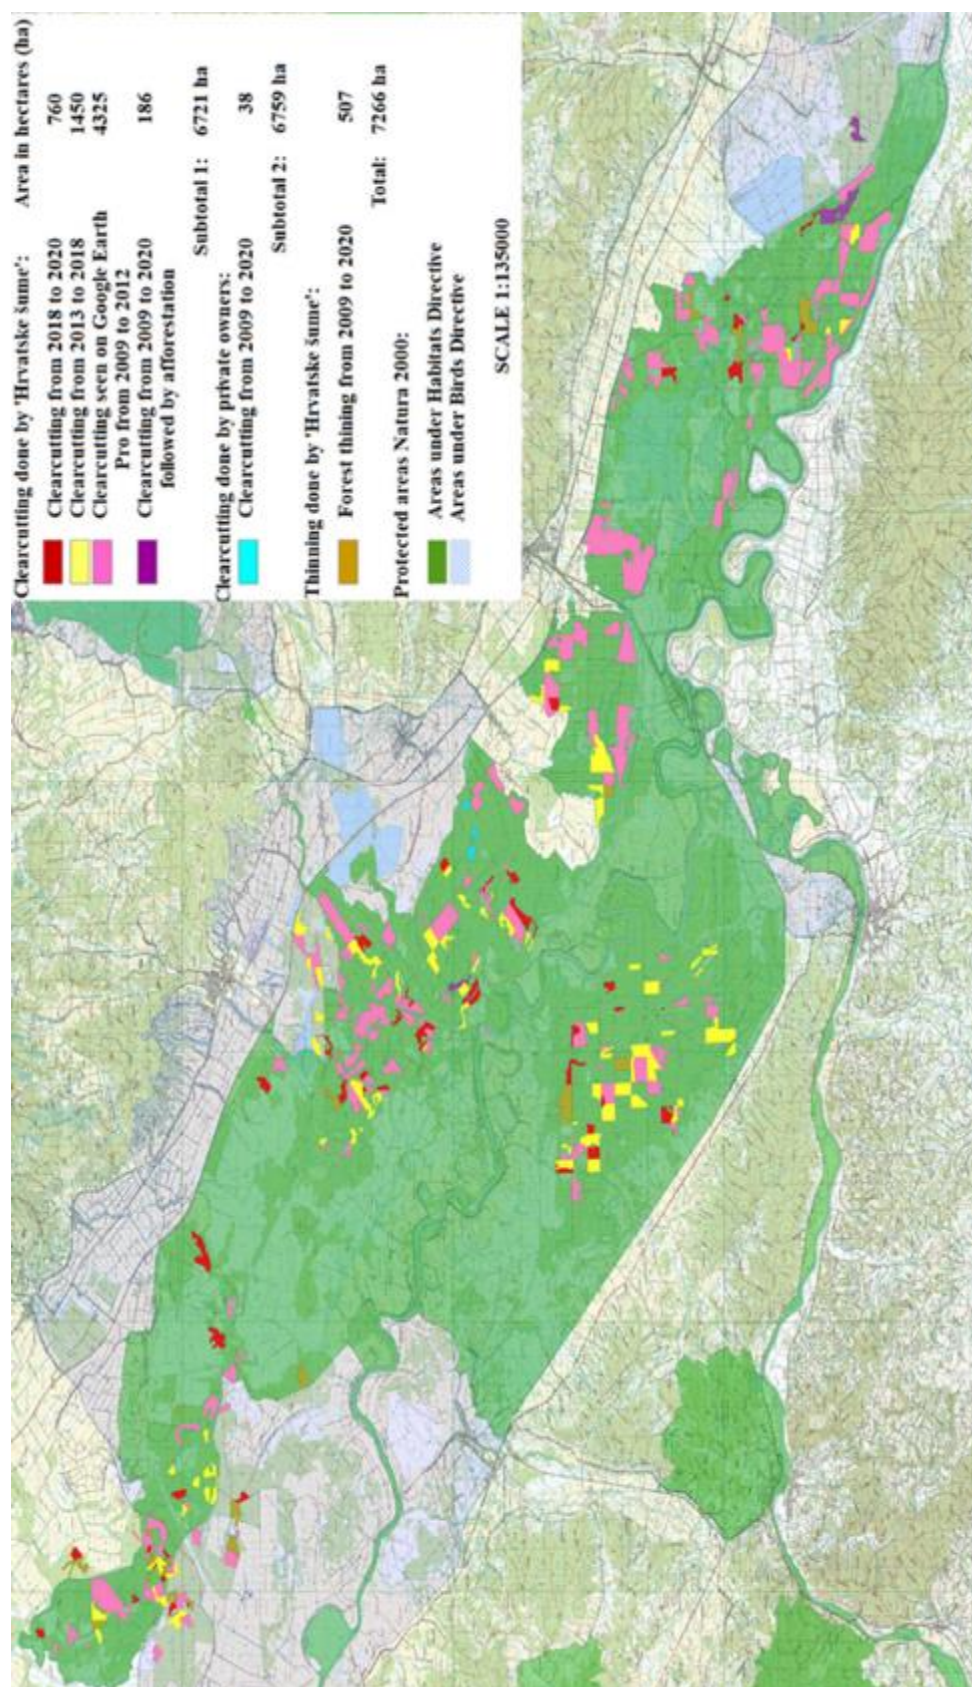 Clearcutting done by 'Hrvatske šume': Area in hectares (ha)
Clearcutting from 2018 to 2020 760
Clearcutting from 2013 to 2018 1450
Clearcutting seen on Google Earth 4325
Pro from 2009 to 2012
Clearcutting from 2009 to 2020 186
followed by afforestation
Subtotal 1: 6721 ha
Clearcutting done by private owners:
Clearcutting from 2009 to 2020 38
Subtotal 2: 6759 ha
Thinning done by 'Hrvatske šume':
Forest thining from 2009 to 2020 507
Total: 7266 ha
Protected areas Natura 2000:
Areas under Habitats Directive
Areas under Birds Directive
SCALE 1:135000